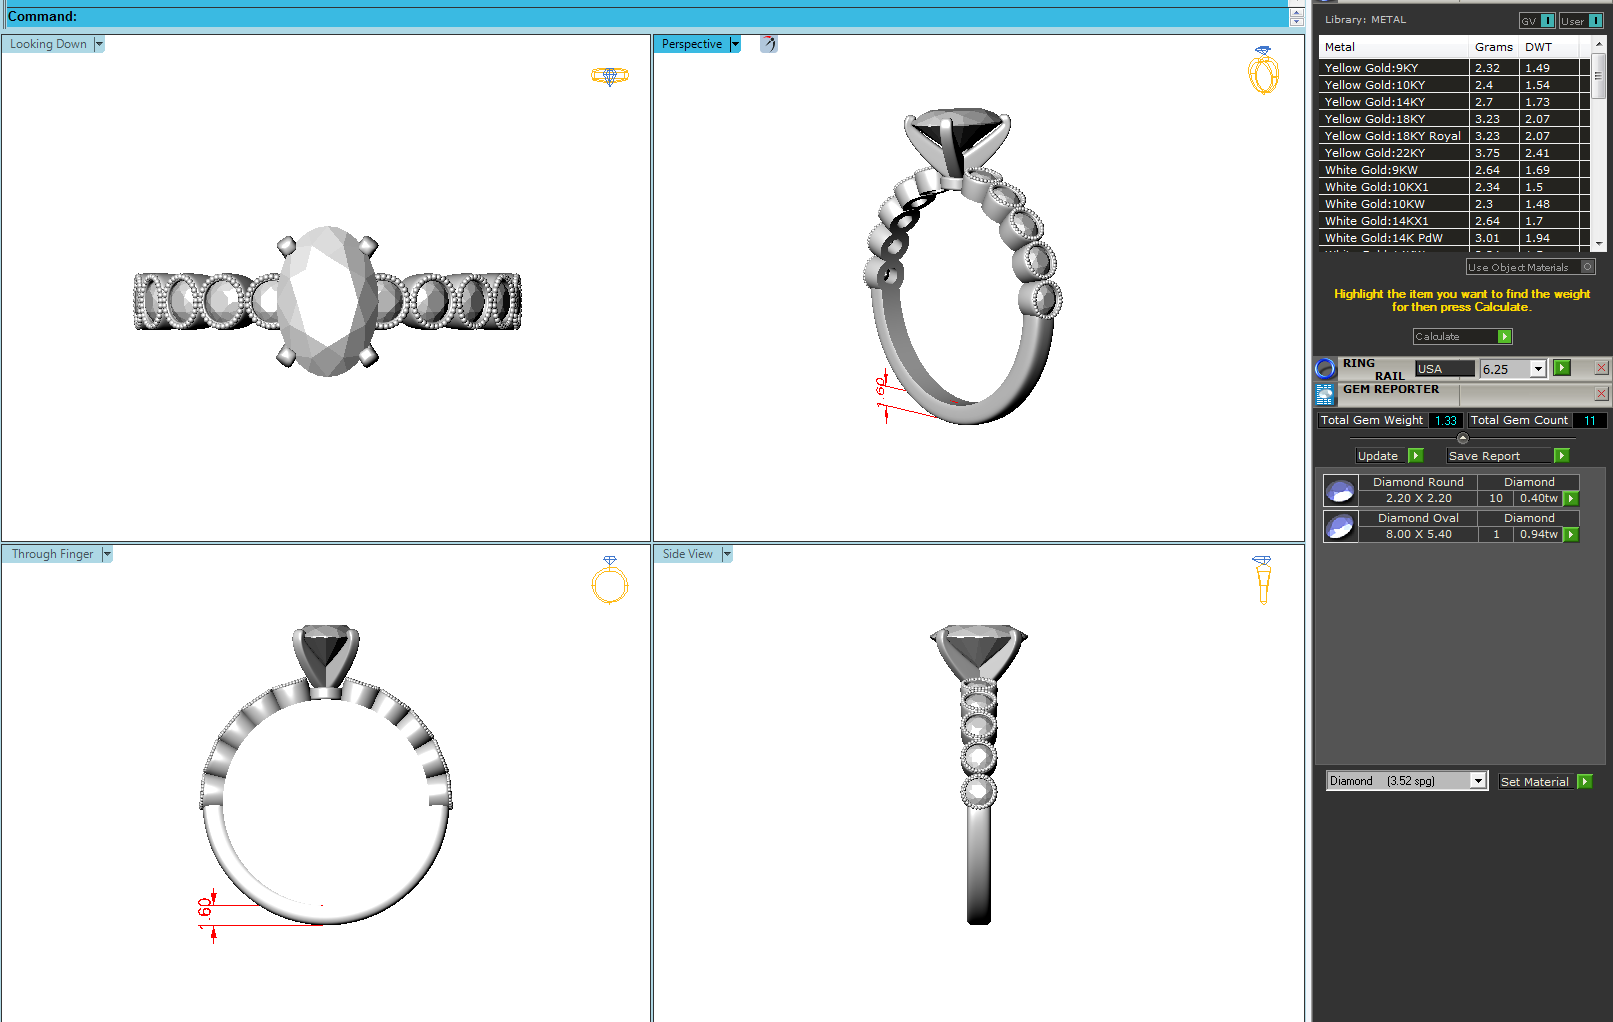 Command:
Looking Down
Perspective
1.60
Through Finger
1.60
Side View
Library: METAL
GV
User
Metal Grams DWT
Yellow Gold:9KY 2.32 1.49
Yellow Gold:10KY 2.4 1.54
Yellow Gold:14KY 2.7 1.73
Yellow Gold:18KY 3.23 2.07
Yellow Gold:18KY Royal 3.23 2.07
Yellow Gold:22KY 3.75 2.41
White Gold:9KW 2.64 1.69
White Gold:10KX1 2.34 1.5
White Gold:10KW 2.3 1.48
White Gold:14KX1 2.64 1.7
White Gold:14K PdW 3.01 1.94
Use Object Materials
Highlight the item you want to find the weight
for then press Calculate.
Calculate
RING
RAIL USA 6.25
GEM REPORTER
Total Gem Weight 1.33 Total Gem Count 11
Update Save Report
Diamond Round Diamond
2.20 X 2.20 10 0.40tw
Diamond Oval Diamond
8.00 X 5.40 1 0.94tw
Diamond (3.52 spg) Set Material